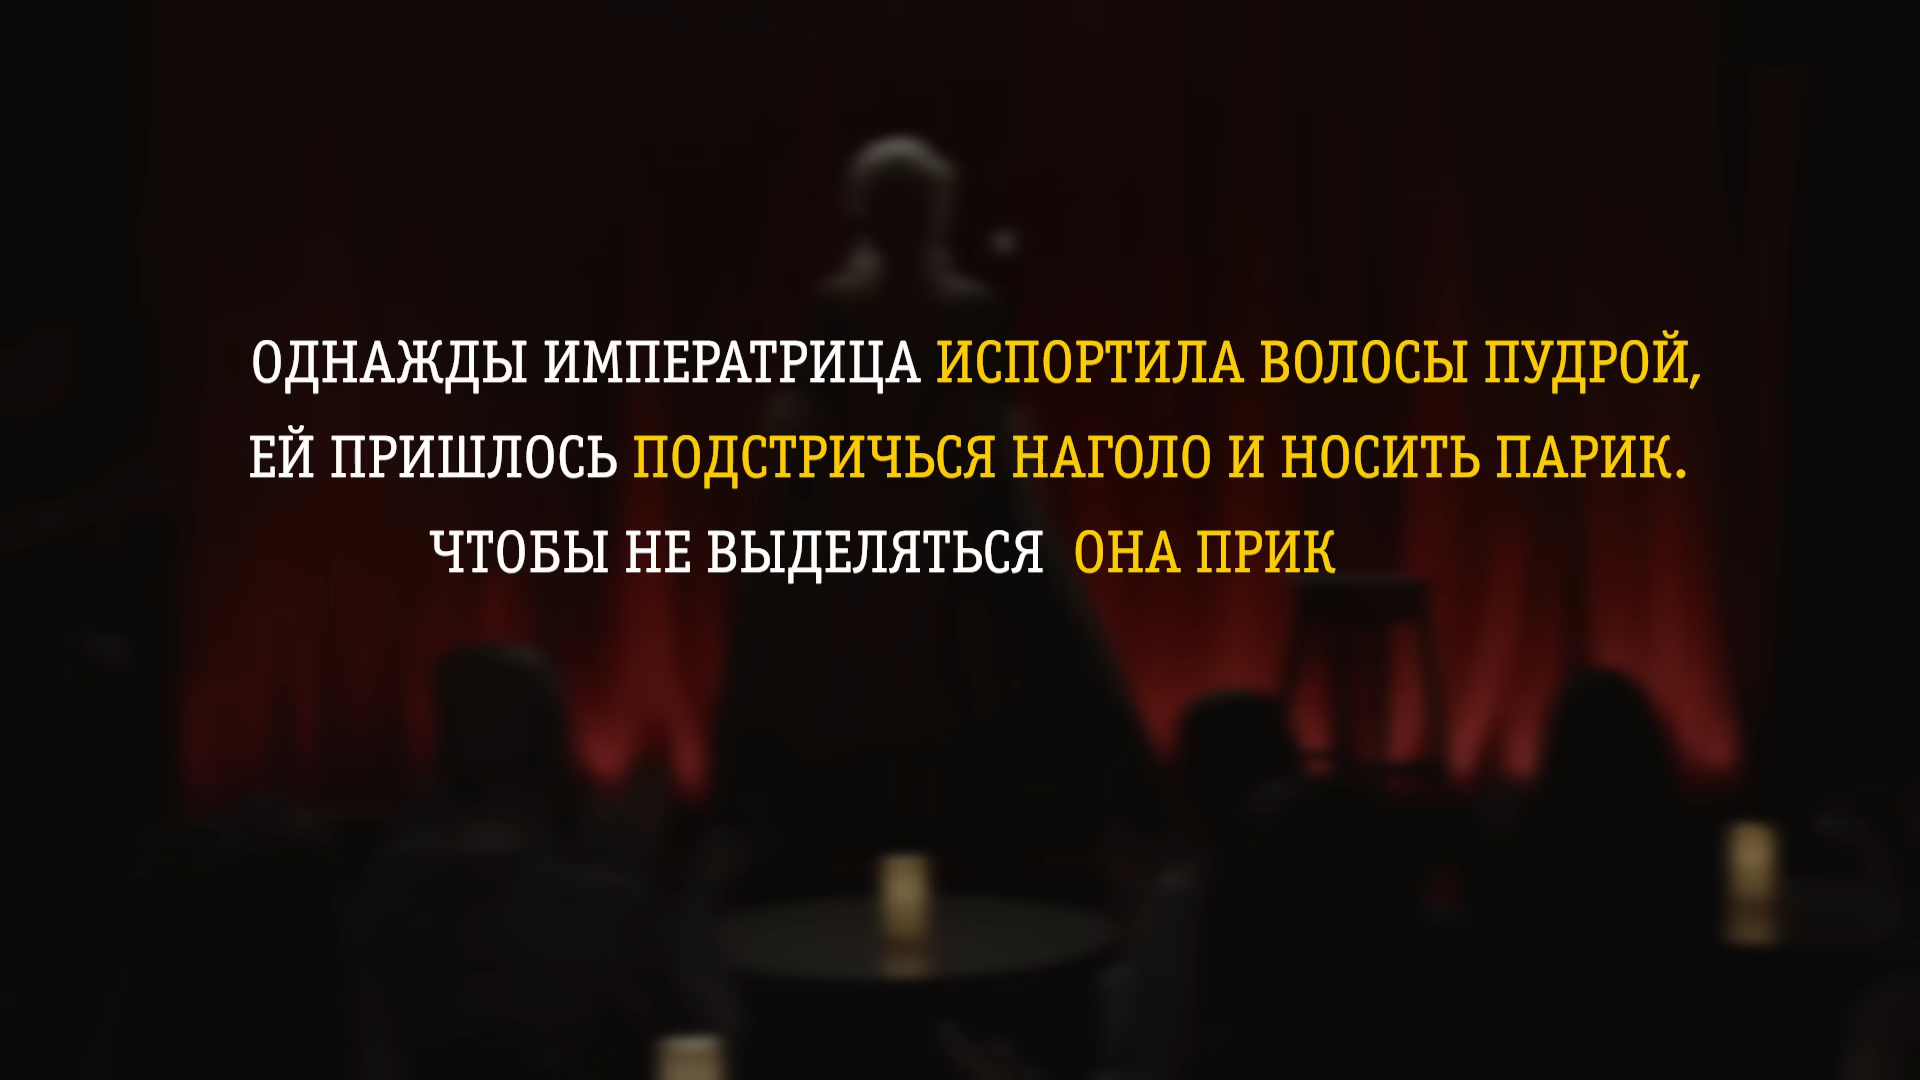 ОДНАЖДЫ ИМПЕРАТРИЦА ИСПОРТИЛА ВОЛОСЫ ПУДРОЙ,
ЕЙ ПРИШЛОСЬ ПОДСТРИЧЬСЯ НАГОЛО И НОСИТЬ ПАРИК.
ЧТОБЫ НЕ ВЫДЕЛЯТЬСЯ ОНА ПРИК